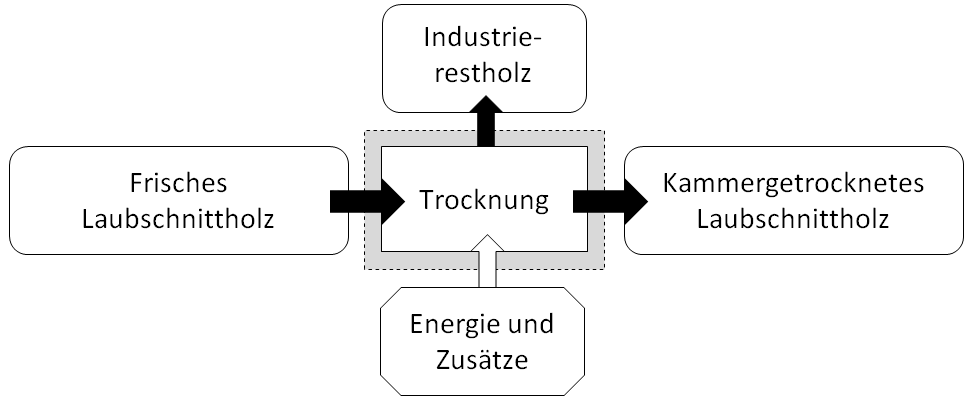 Industrie-
restholz
Frisches
Laubschnittholz
Trocknung
Kammergetrocknetes
Laubschnittholz
Energie und
Zusätze